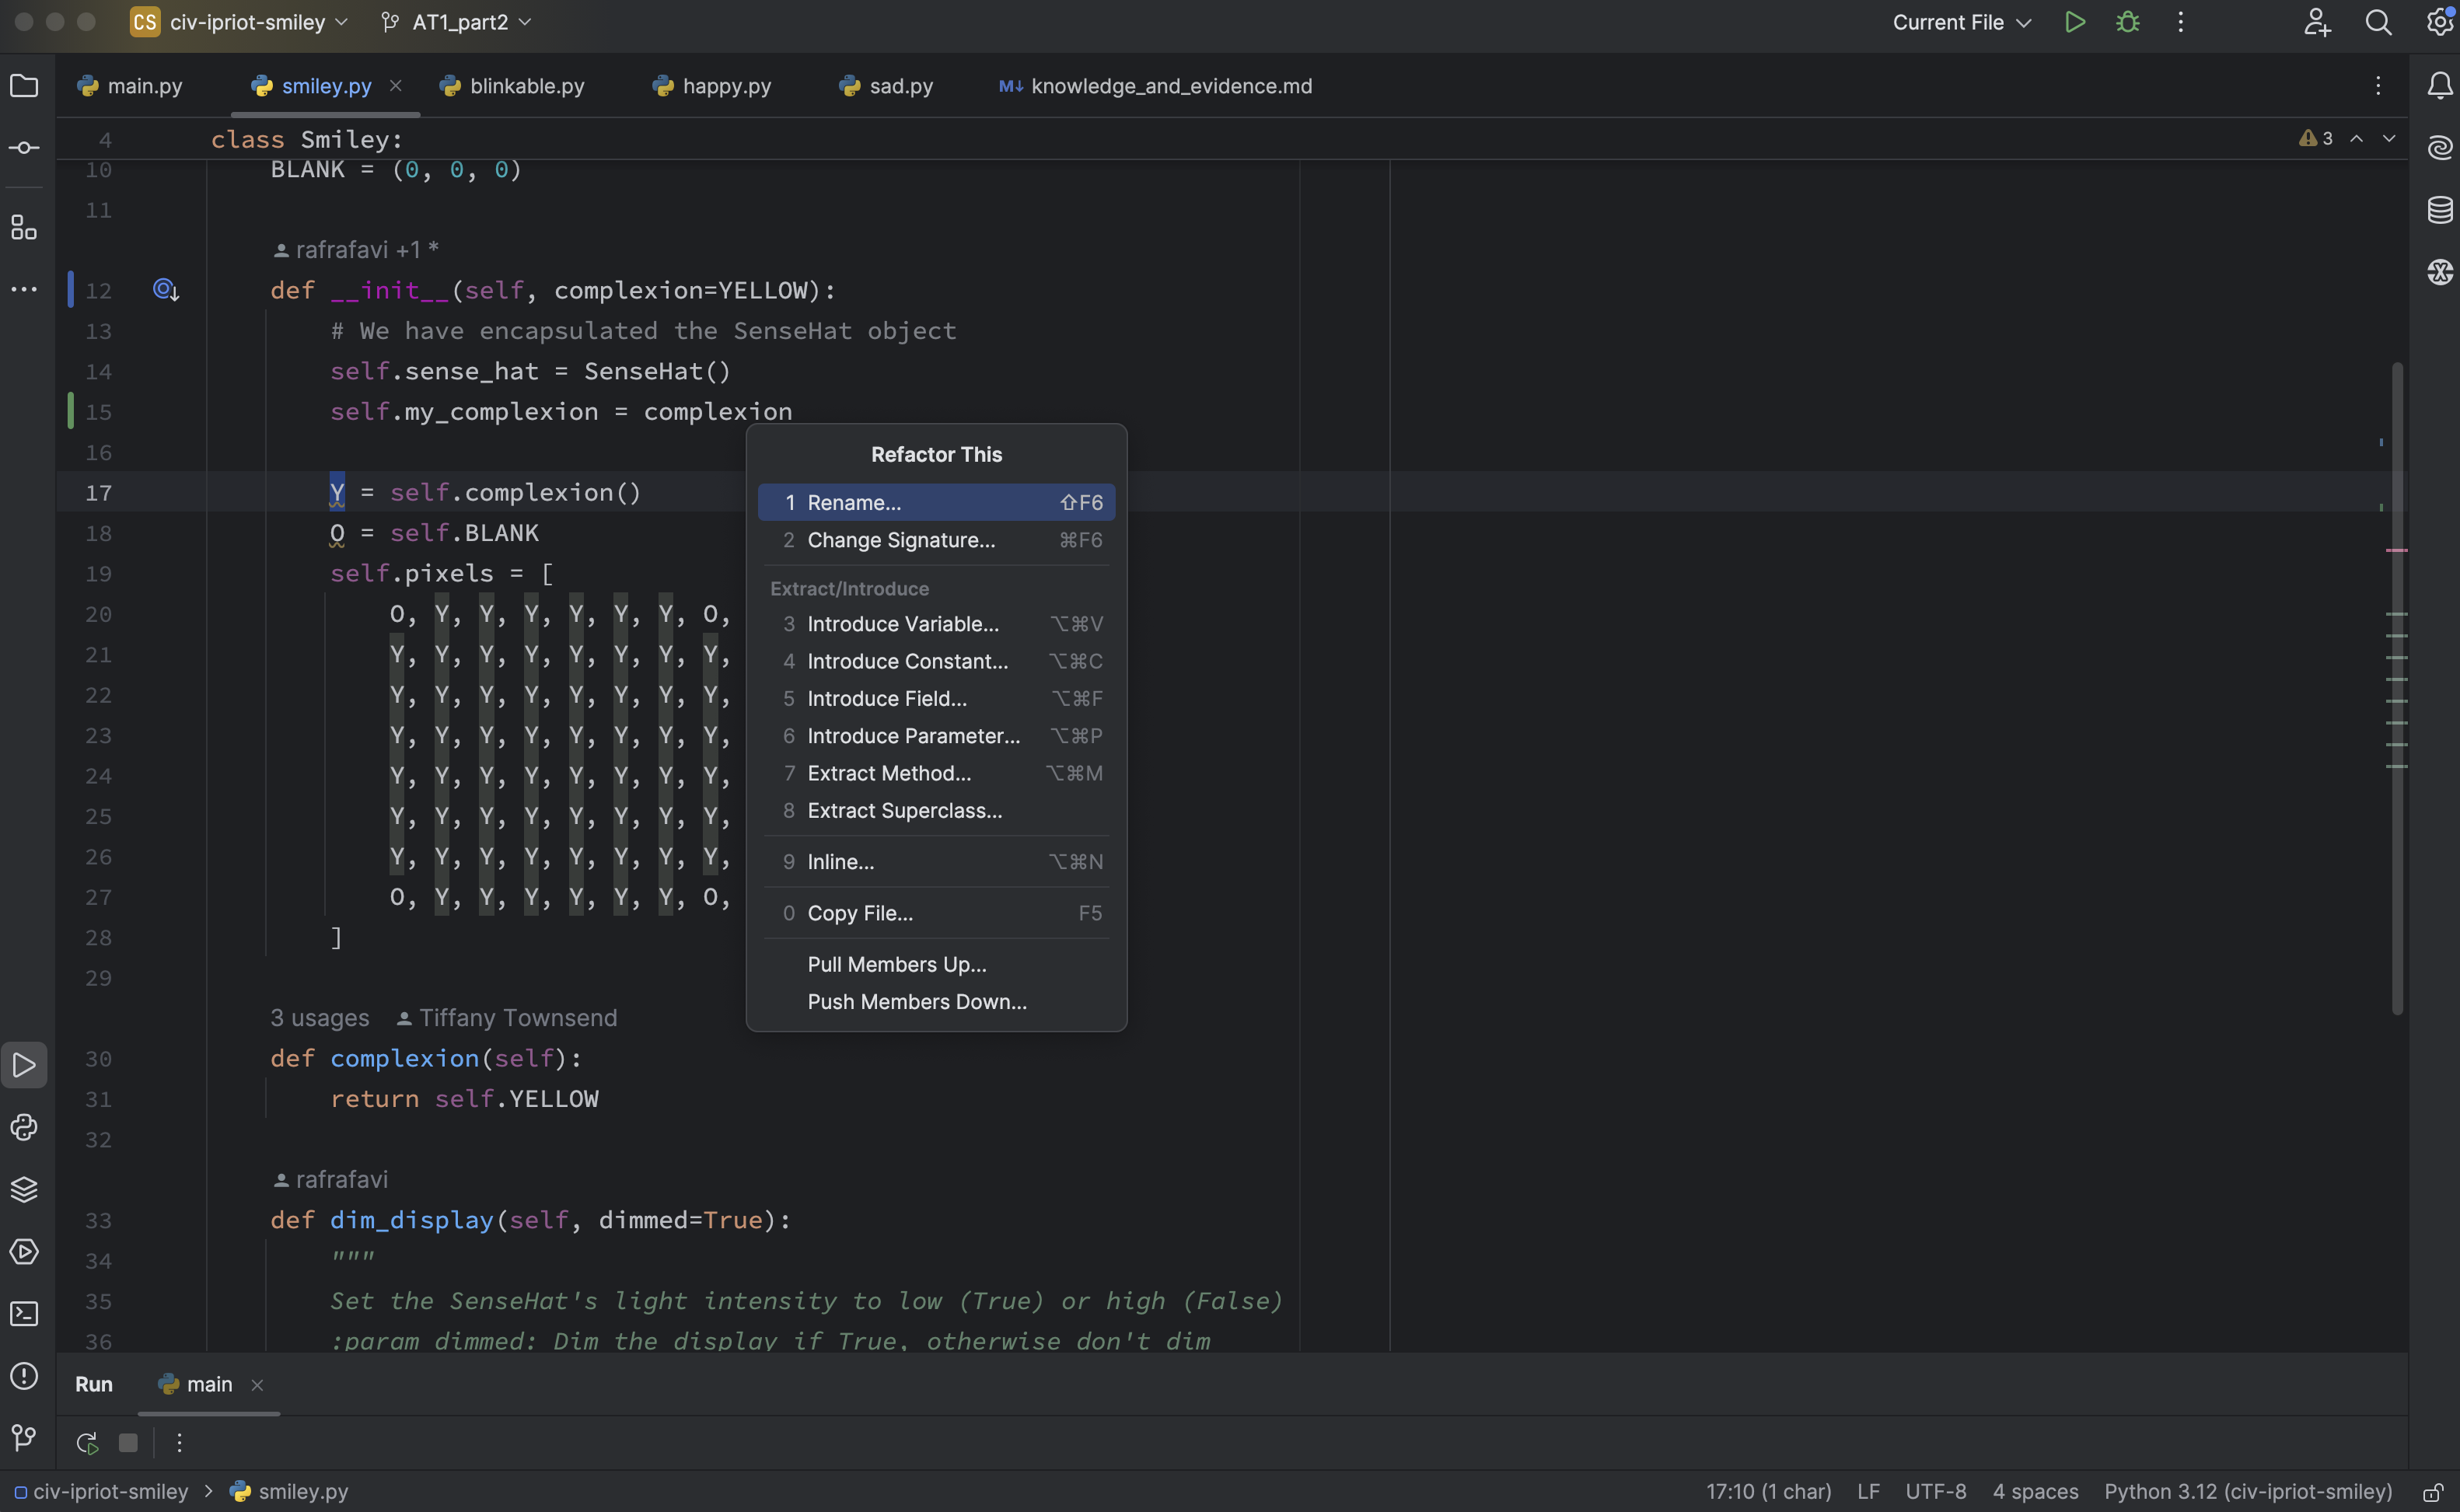 CS civ-ipriot-smiley AT1_part2 Current File
main.py smiley.py blinkable.py happy.py sad.py M↓ knowledge_and_evidence.md
4 class Smiley: 3
10 BLANK = (0, 0, 0)
11
rafrafavi +1 *
12 def __init__(self, complexion=YELLOW):
13 # We have encapsulated the SenseHat object
14 self.sense_hat = SenseHat()
15 self.my_complexion = complexion
16
17 Y = self.complexion()
18 O = self.BLANK
19 self.pixels = [
20 O, Y, Y, Y, Y, Y, Y, O,
21 Y, Y, Y, Y, Y, Y, Y, Y,
22 Y, Y, Y, Y, Y, Y, Y, Y,
23 Y, Y, Y, Y, Y, Y, Y, Y,
24 Y, Y, Y, Y, Y, Y, Y, Y,
25 Y, Y, Y, Y, Y, Y, Y, Y,
26 Y, Y, Y, Y, Y, Y, Y, Y,
27 O, Y, Y, Y, Y, Y, Y, O,
28 ]
29
3 usages Tiffany Townsend
30 def complexion(self):
31 return self.YELLOW
32
rafrafavi
33 def dim_display(self, dimmed=True):
34 """
35 Set the SenseHat's light intensity to low (True) or high (False)
36 :param dimmed: Dim the display if True, otherwise don't dim
Refactor This
1 Rename... ⇧F6
2 Change Signature... ⌘F6
Extract/Introduce
3 Introduce Variable... ⌥⌘V
4 Introduce Constant... ⌥⌘C
5 Introduce Field... ⌥⌘F
6 Introduce Parameter... ⌥⌘P
7 Extract Method... ⌥⌘M
8 Extract Superclass...
9 Inline... ⌥⌘N
0 Copy File... F5
Pull Members Up...
Push Members Down...
Run main
civ-ipriot-smiley > smiley.py 17:10 (1 char) LF UTF-8 4 spaces Python 3.12 (civ-ipriot-smiley)